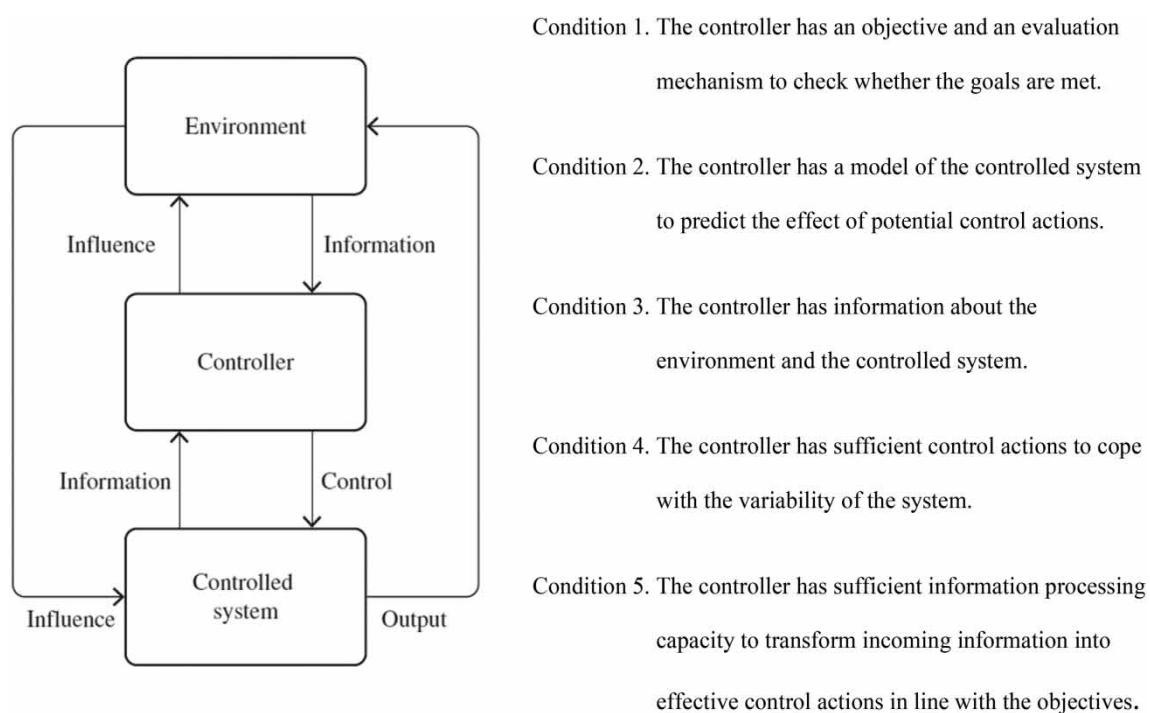 Environment
Influence
Information
Controller
Information
Control
Controlled
system
Influence
Output
Condition 1. The controller has an objective and an evaluation
mechanism to check whether the goals are met.
Condition 2. The controller has a model of the controlled system
to predict the effect of potential control actions.
Condition 3. The controller has information about the
environment and the controlled system.
Condition 4. The controller has sufficient control actions to cope
with the variability of the system.
Condition 5. The controller has sufficient information processing
capacity to transform incoming information into
effective control actions in line with the objectives.